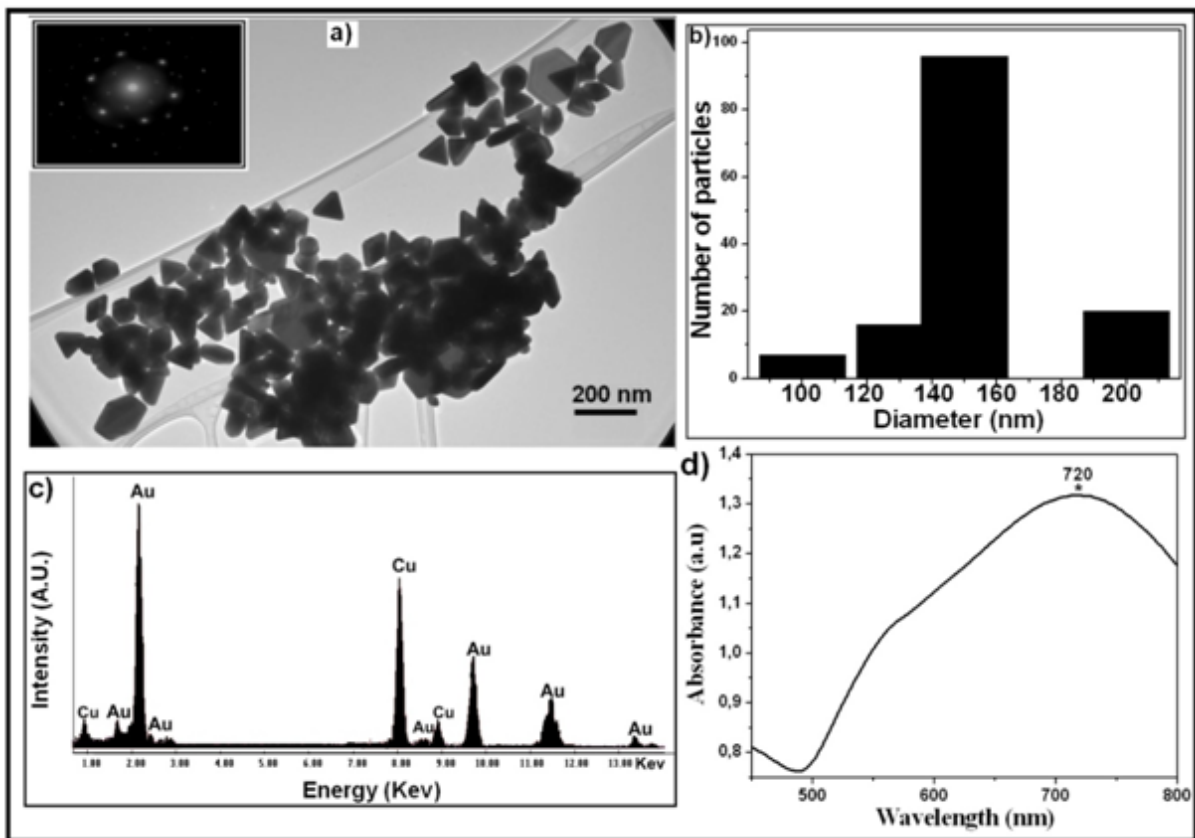 a)
200 nm
b)
Number of particles
100
80
60
40
20
0
100 120 140 160 180 200
Diameter (nm)
c)
Intensity (A.U.)
Au
Cu
Au
Au
Cu
Au
Au
Au
Cu
Au
Au
1.00 2.00 3.00 4.00 5.00 6.00 7.00 8.00 9.00 10.00 11.00 12.00 13.00 Kev
Energy (Kev)
d)
Absorbance (a.u)
1,4
1,3
1,2
1,1
1,0
0,9
0,8
720
*
500 600 700 800
Wavelength (nm)